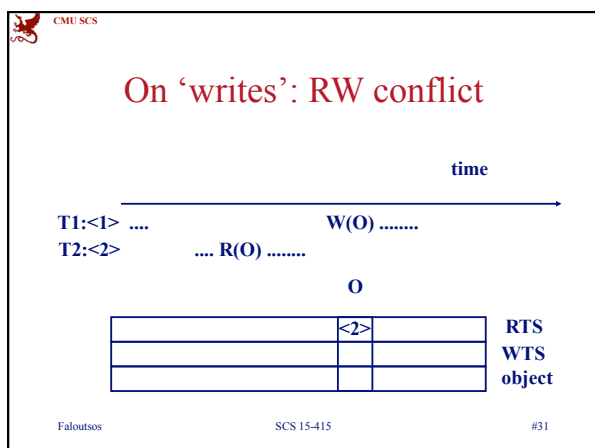 CMU SCS
On ‘writes’: RW conflict
time
T1:<1> .... W(O) ........
T2:<2> .... R(O) ........
O
<2> RTS
WTS
object
Faloutsos SCS 15-415 #31